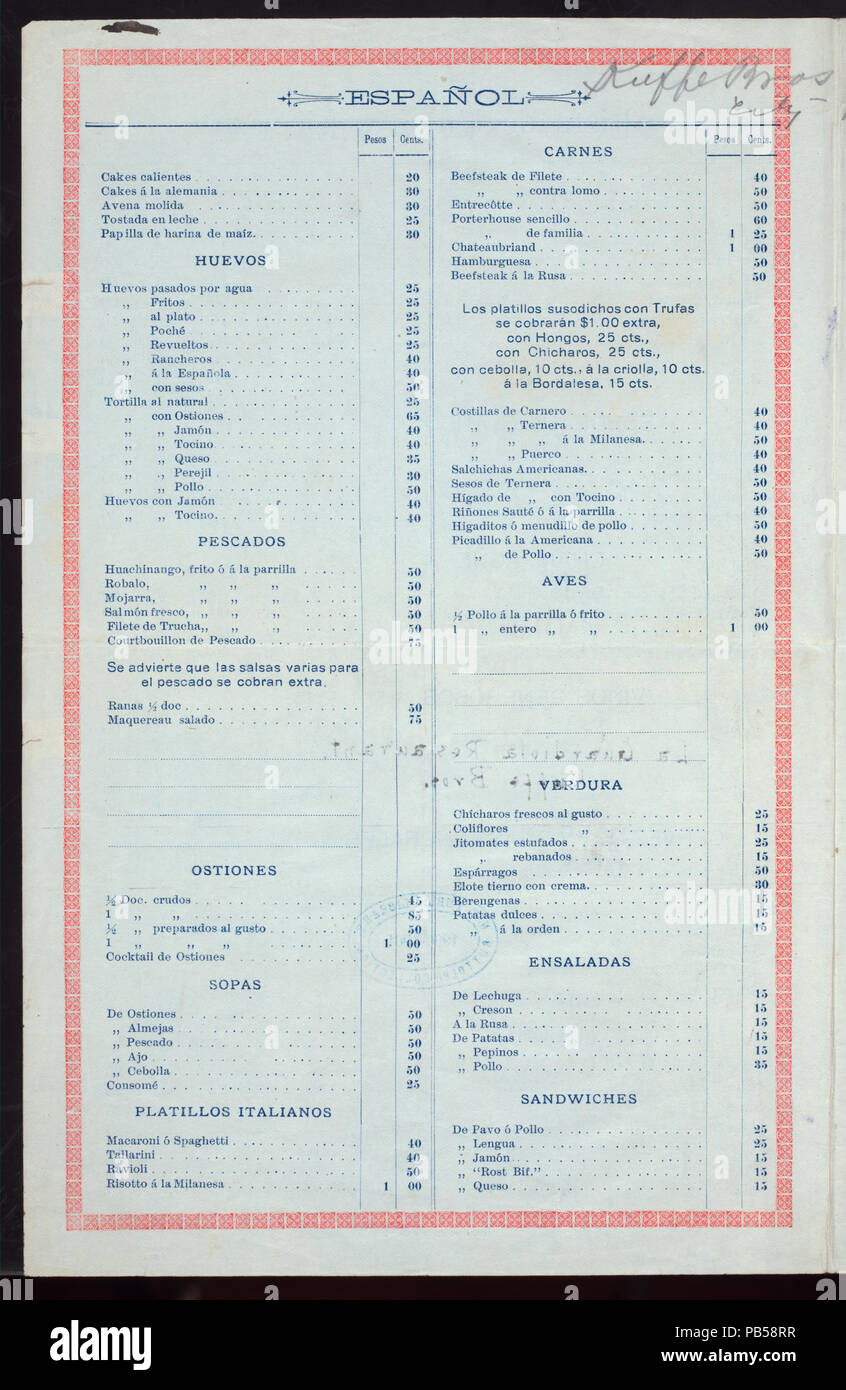 ESPAÑOL
Kuffe Bros
City
Pesos Cents.
Cakes calientes 20
Cakes á la alemania 30
Avena molida 30
Tostada en leche 25
Papilla de harina de maíz. 30
HUEVOS
Huevos pasados por agua 25
„ Fritos 25
„ al plato 25
„ Poché 25
„ Revueltos 25
„ Rancheros 40
„ á la Española 40
„ con sesos 50
Tortilla al natural 25
„ con Ostiones 65
„ „ Jamón 40
„ „ Tocino 40
„ „ Queso 35
„ „ Perejil 30
„ „ Pollo 50
Huevos con Jamón 40
„ „ Tocino. 40
PESCADOS
Huachinango, frito ó á la parrilla 50
Robalo, „ „ „ 50
Mojarra, „ „ „ 50
Salmón fresco, „ „ „ 50
Filete de Trucha„ „ „ 50
Courtbouillon de Pescado 75
Se advierte que las salsas varias para
el pescado se cobran extra.
Ranas ½ doc 50
Maquereau salado 75
OSTIONES
½ Doc. crudos 45
1 „ „ 85
½ „ preparados al gusto 50
1 „ „ „ 1 00
Cocktail de Ostiones 25
SOPAS
De Ostiones 50
„ Almejas 50
„ Pescado 50
„ Ajo 50
„ Cebolla 50
Consomé 25
PLATILLOS ITALIANOS
Macaroni ó Spaghetti 40
Tallarini 40
Ravioli 50
Risotto á la Milanesa 1 00
Pesos Cents.
CARNES
Beefsteak de Filete 40
„ „ contra lomo 50
Entrecôtte 50
Porterhouse sencillo 60
„ de familia 1 25
Chateaubriand 1 00
Hamburguesa 50
Beefsteak á la Rusa 50
Los platillos susodichos con Trufas
se cobrarán $1.00 extra,
con Hongos, 25 cts.,
con Chicharos, 25 cts.,
con cebolla, 10 cts., á la criolla, 10 cts.
á la Bordalesa, 15 cts.
Costillas de Carnero 40
„ „ Ternera 40
„ „ „ á la Milanesa. 50
„ „ Puerco 40
Salchichas Americanas. 40
Sesos de Ternera 50
Hígado de „ con Tocino 50
Riñones Sauté ó á la parrilla 40
Higaditos ó menudillo de pollo 50
Picadillo á la Americana 40
„ de Pollo 50
AVES
½ Pollo á la parrilla ó frito 50
1 „ entero „ „ 1 00
La Guardiola Restaurant.
Bros.
VERDURA
Chícharos frescos al gusto 25
Coliflores „ 15
Jitomates estufados 25
„ rebanados 15
Espárragos 50
Elote tierno con crema. 30
Berengenas 15
Patatas dulces 15
„ á la orden 15
ENSALADAS
De Lechuga 15
„ Creson 15
A la Rusa 15
De Patatas 15
„ Pepinos 15
„ Pollo 35
SANDWICHES
De Pavo ó Pollo 25
„ Lengua 25
„ Jamón 15
„ "Rost Bif." 15
„ Queso 15
alamy
Image ID: PB58RR
www.alamy.com